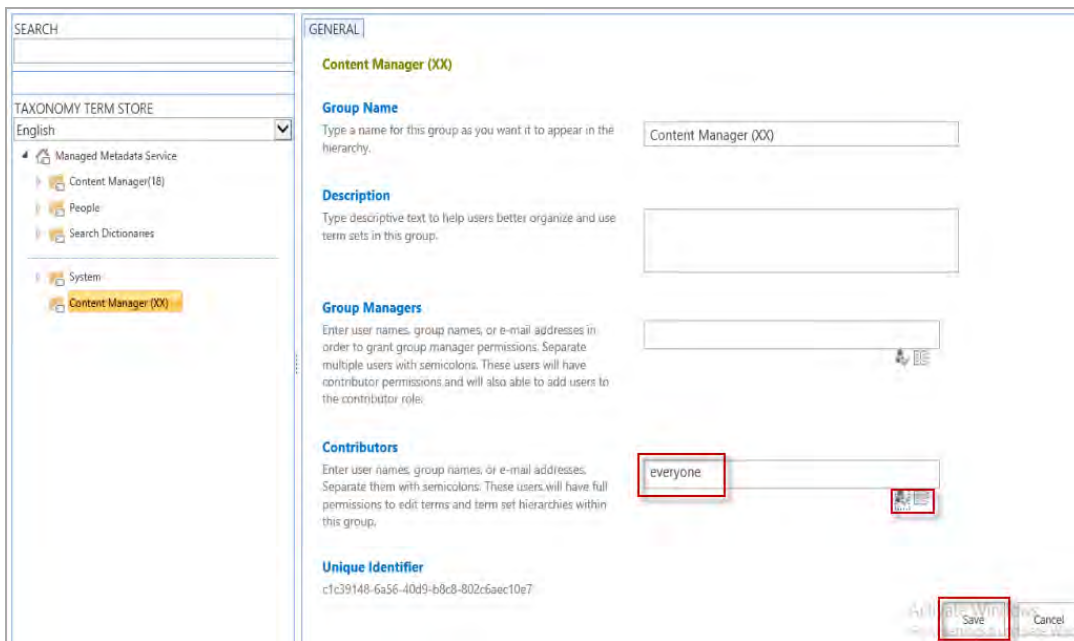 SEARCH
TAXONOMY TERM STORE
English
Managed Metadata Service
Content Manager(18)
People
Search Dictionaries
System
Content Manager (XX)
GENERAL
Content Manager (XX)
Group Name
Type a name for this group as you want it to appear in the
hierarchy.
Content Manager (XX)
Description
Type descriptive text to help users better organize and use
term sets in this group.
Group Managers
Enter user names, group names, or e-mail addresses in
order to grant group manager permissions. Separate
multiple users with semicolons. These users will have
contributor permissions and will also able to add users to
the contributor role.
Contributors
Enter user names, group names, or e-mail addresses.
Separate them with semicolons. These users will have full
permissions to edit terms and term set hierarchies within
this group.
everyone
Unique Identifier
c1c39148-6a56-40d9-b8c8-802c6aec10e7
Activate Windows
Save
Cancel